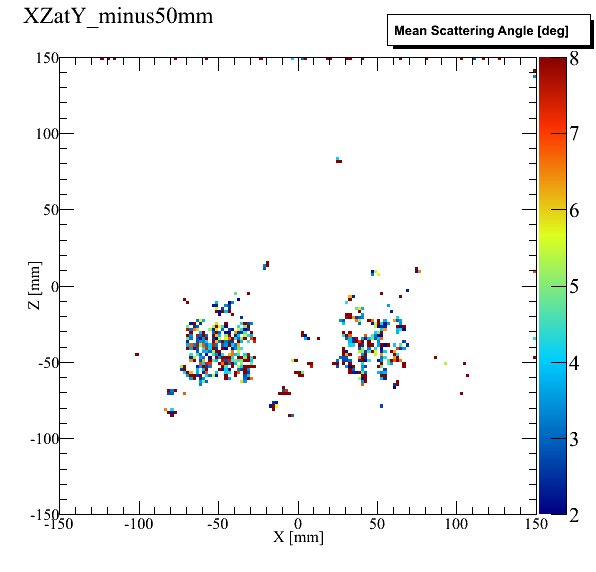 XZatY_minus50mm
Mean Scattering Angle [deg]
150
100
50
0
-50
-100
-150
Z [mm]
-150 -100 -50 0 50 100 150
X [mm]
8
7
6
5
4
3
2